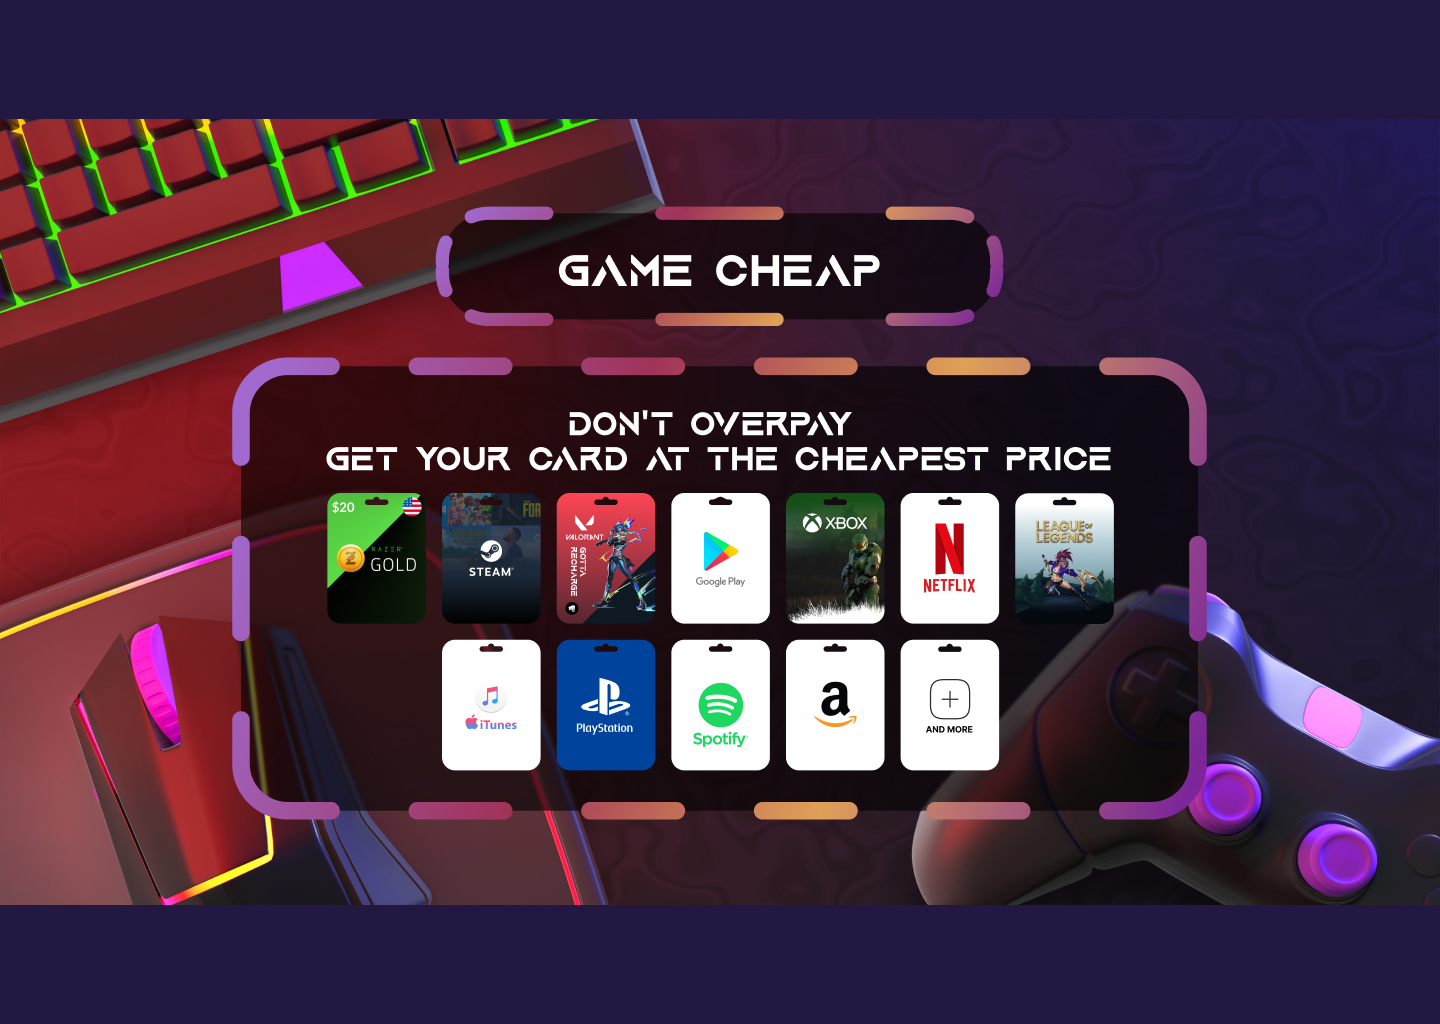 GAME CHEAP
DON'T OVERPAY
GET YOUR CARD AT THE CHEAPEST PRICE
$20
RAZER
GOLD
STEAM
VALORANT
GOTTA
RECHARGE
Google Play
XBOX
NETFLIX
LEAGUE OF
LEGENDS
iTunes
PlayStation
Spotify
a
AND MORE